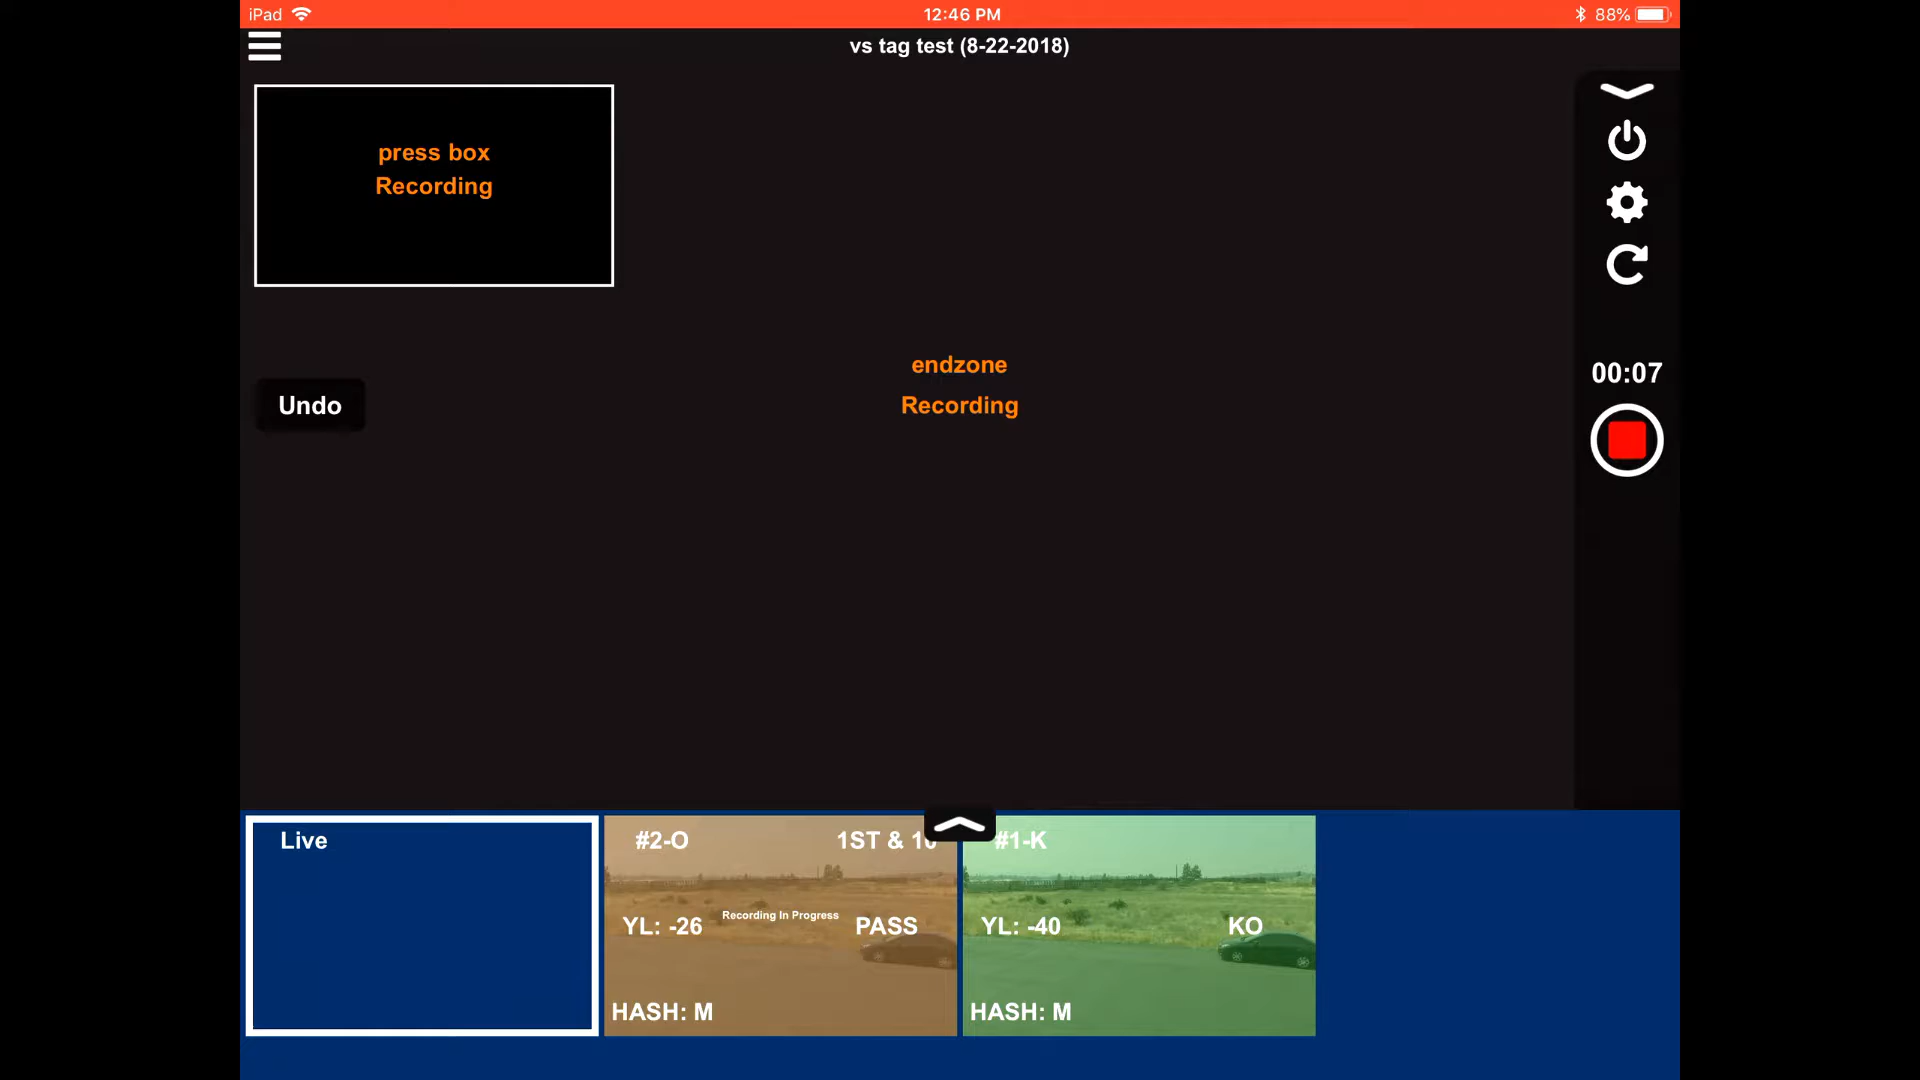 iPad
12:46 PM
88%
vs tag test (8-22-2018)
press box
Recording
endzone
Recording
Undo
00:07
Live
#2-O
1ST & 10
YL: -26
Recording In Progress
PASS
HASH: M
#1-K
YL: -40
KO
HASH: M